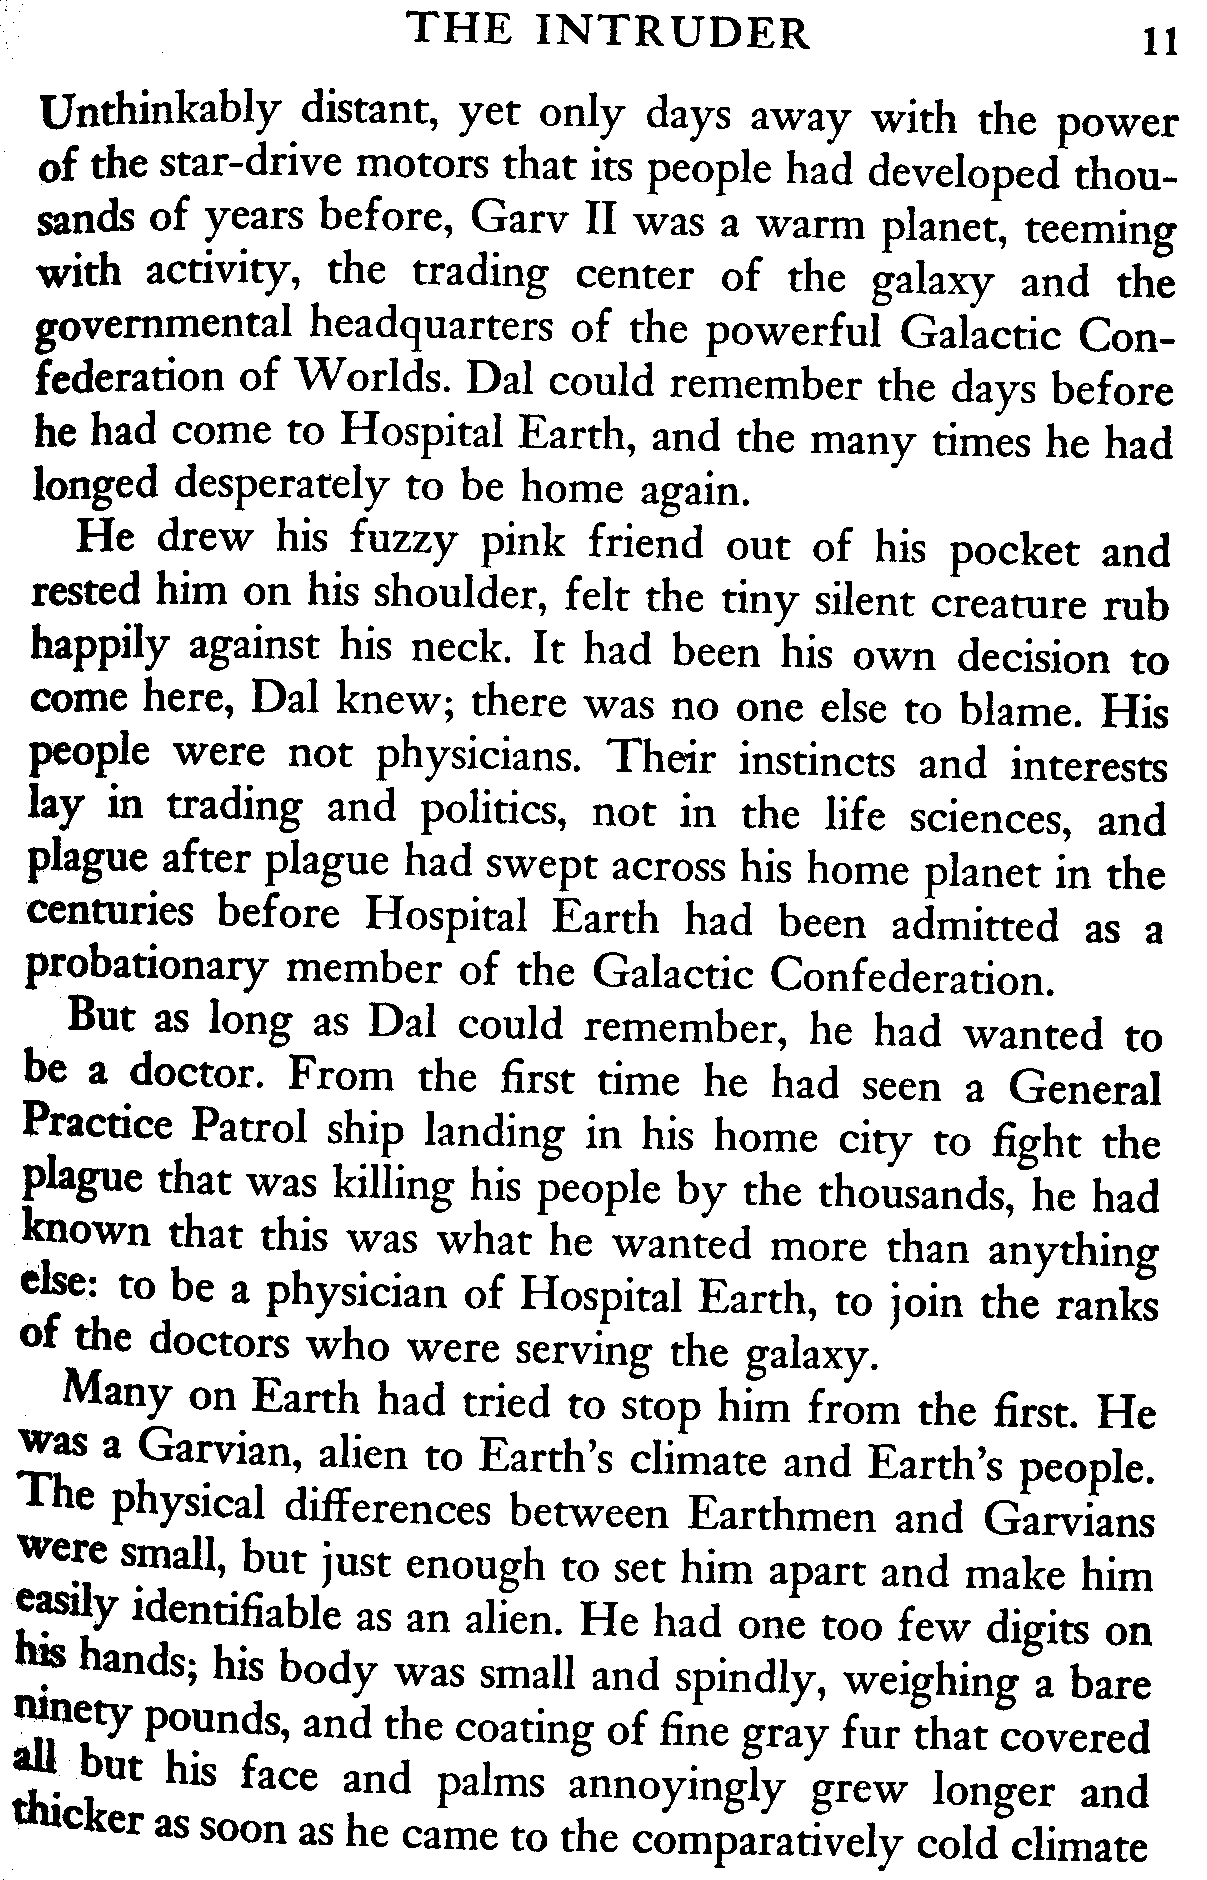 THE INTRUDER 11
Unthinkably distant, yet only days away with the power
of the star-drive motors that its people had developed thou-
sands of years before, Garv II was a warm planet, teeming
with activity, the trading center of the galaxy and the
governmental headquarters of the powerful Galactic Con-
federation of Worlds. Dal could remember the days before
he had come to Hospital Earth, and the many times he had
longed desperately to be home again.
He drew his fuzzy pink friend out of his pocket and
rested him on his shoulder, felt the tiny silent creature rub
happily against his neck. It had been his own decision to
come here, Dal knew; there was no one else to blame. His
people were not physicians. Their instincts and interests
lay in trading and politics, not in the life sciences, and
plague after plague had swept across his home planet in the
centuries before Hospital Earth had been admitted as a
probationary member of the Galactic Confederation.
But as long as Dal could remember, he had wanted to
be a doctor. From the first time he had seen a General
Practice Patrol ship landing in his home city to fight the
plague that was killing his people by the thousands, he had
known that this was what he wanted more than anything
else: to be a physician of Hospital Earth, to join the ranks
of the doctors who were serving the galaxy.
Many on Earth had tried to stop him from the first. He
was a Garvian, alien to Earth's climate and Earth's people.
The physical differences between Earthmen and Garvians
were small, but just enough to set him apart and make him
easily identifiable as an alien. He had one too few digits on
his hands; his body was small and spindly, weighing a bare
ninety pounds, and the coating of fine gray fur that covered
all but his face and palms annoyingly grew longer and
thicker as soon as he came to the comparatively cold climate